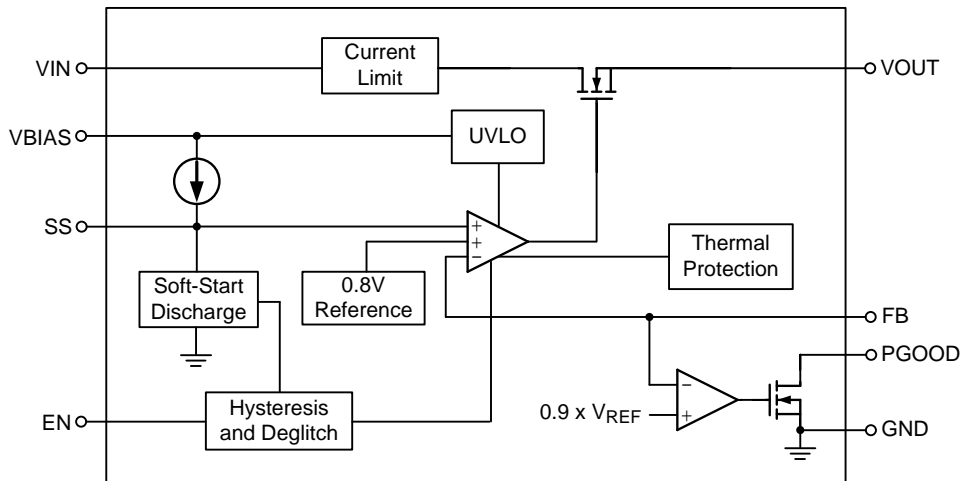 VIN
Current
Limit
VOUT
VBIAS
UVLO
SS
+
+
−
Thermal
Protection
Soft-Start
Discharge
0.8V
Reference
FB
PGOOD
−
+
0.9 x VREF
EN
Hysteresis
and Deglitch
GND